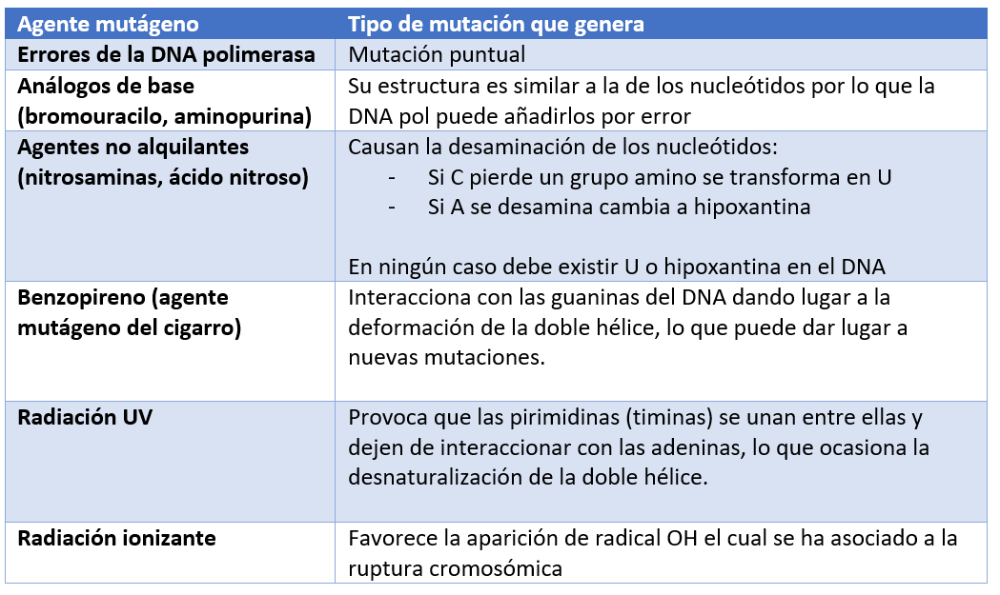 Agente mutágeno Tipo de mutación que genera
Errores de la DNA polimerasa Mutación puntual
Análogos de base (bromouracilo, aminopurina)
Su estructura es similar a la de los nucleótidos por lo que la
DNA pol puede añadirlos por error
Agentes no alquilantes
(nitrosaminas, ácido nitroso)
Causan la desaminación de los nucleótidos:
- Si C pierde un grupo amino se transforma en U
- Si A se desamina cambia a hipoxantina
En ningún caso debe existir U o hipoxantina en el DNA
Benzopireno (agente
mutágeno del cigarro)
Interacciona con las guaninas del DNA dando lugar a la
deformación de la doble hélice, lo que puede dar lugar a
nuevas mutaciones.
Radiación UV
Provoca que las pirimidinas (timinas) se unan entre ellas y
dejen de interaccionar con las adeninas, lo que ocasiona la
desnaturalización de la doble hélice.
Radiación ionizante
Favorece la aparición de radical OH el cual se ha asociado a la
ruptura cromosómica